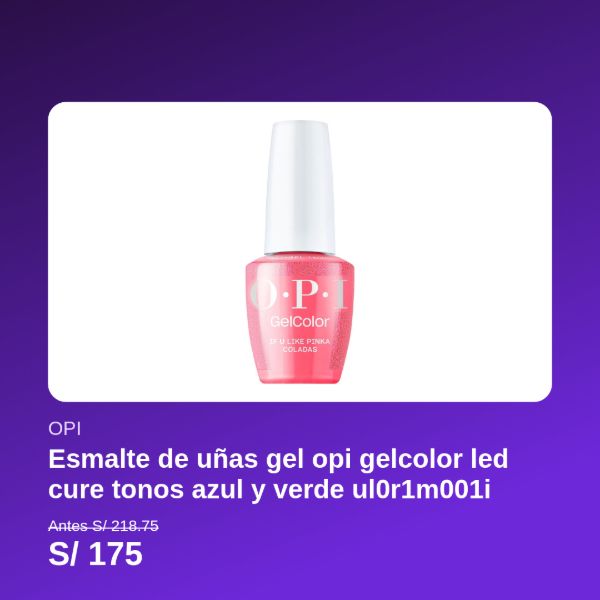 O·P·I
GelColor
IF U LIKE PINKA
COLADAS
OPI
Esmalte de uñas gel opi gelcolor led
cure tonos azul y verde ul0r1m001i
Antes S/ 218.75
S/ 175